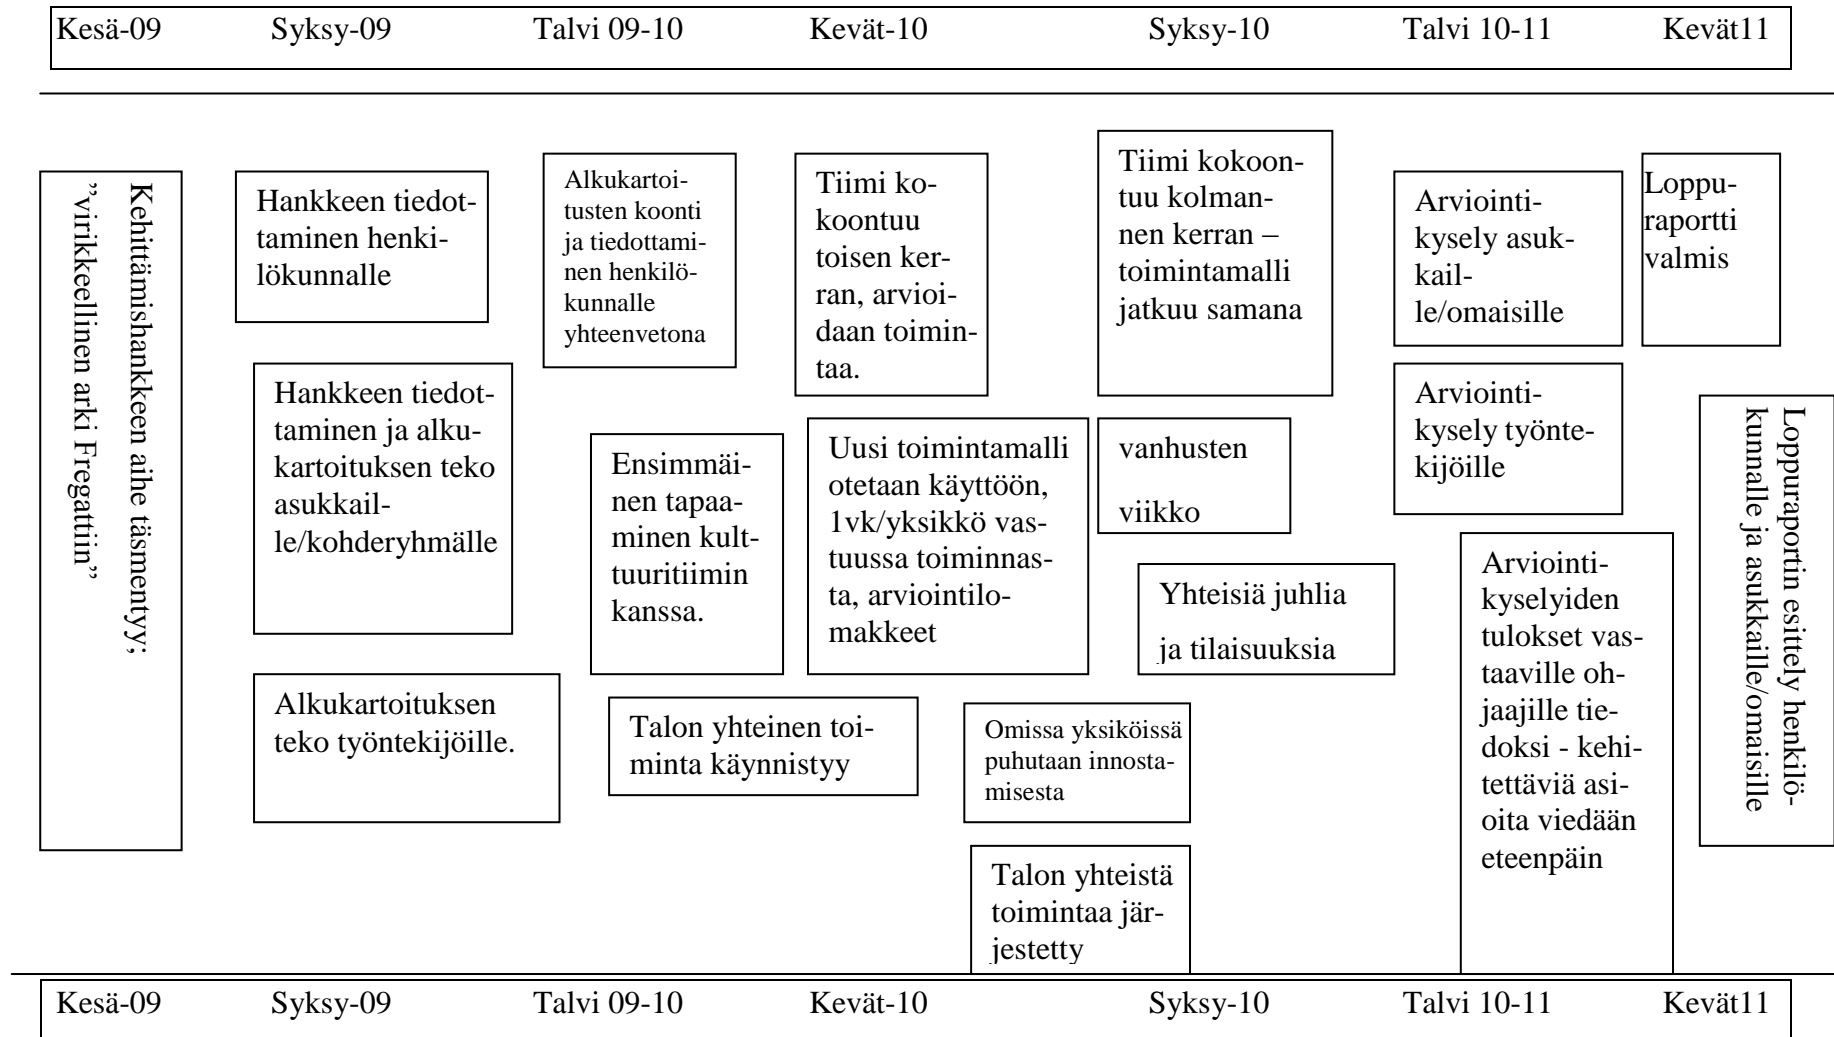 Kesä-09 Syksy-09 Talvi 09-10 Kevät-10 Syksy-10 Talvi 10-11 Kevät11
Kehittämishankkeen aihe täsmentyy;
”virikkeellinen arki Fregattiin”
Hankkeen tiedot-
taminen henki-
lökunnalle
Hankkeen tiedot-
taminen ja alku-
kartoituksen teko
asukkail-
le/kohderyhmälle
Alkukartoituksen
teko työntekijöille.
Alkukartoi-
tusten koonti
ja tiedottami-
nen henkilö-
kunnalle
yhteenvetona
Ensimmäi-
nen tapaa-
minen kult-
tuuritiimin
kanssa.
Talon yhteinen toi-
minta käynnistyy
Tiimi ko-
koontuu
toisen ker-
ran, arvioi-
daan toimin-
taa.
Uusi toimintamalli
otetaan käyttöön,
1vk/yksikkö vas-
tuussa toiminnas-
ta, arviointilo-
makkeet
Omissa yksiköissä
puhutaan innosta-
misesta
Talon yhteistä
toimintaa jär-
jestetty
Tiimi kokoon-
tuu kolman-
nen kerran –
toimintamalli
jatkuu samana
vanhusten
viikko
Yhteisiä juhlia
ja tilaisuuksia
Arviointi-
kysely asuk-
kail-
le/omaisille
Arviointi-
kysely työnte-
kijöille
Arviointi-
kyselyiden
tulokset vas-
taaville oh-
jaajille tie-
doksi - kehi-
tettäviä asi-
oita viedään
eteenpäin
Loppu-
raportti
valmis
Loppuraportin esittely henkilö-
kunnalle ja asukkaille/omaisille
Kesä-09 Syksy-09 Talvi 09-10 Kevät-10 Syksy-10 Talvi 10-11 Kevät11